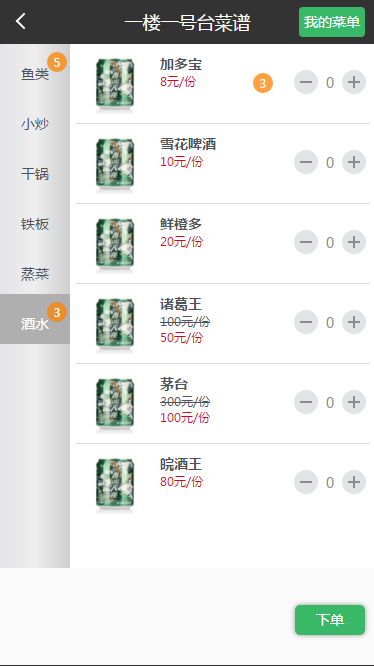 一楼一号台菜谱
我的菜单
鱼类
5
小炒
干锅
铁板
蒸菜
酒水
3
加多宝
8元/份
3
0
雪花啤酒
10元/份
0
鲜橙多
20元/份
0
诸葛王
100元/份
50元/份
0
茅台
300元/份
100元/份
0
皖酒王
80元/份
0
下单